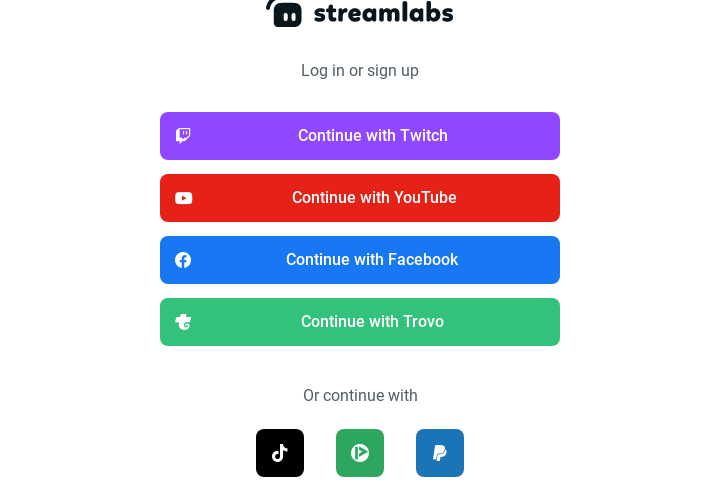 streamlabs
Log in or sign up
Continue with Twitch
Continue with YouTube
Continue with Facebook
Continue with Trovo
Or continue with